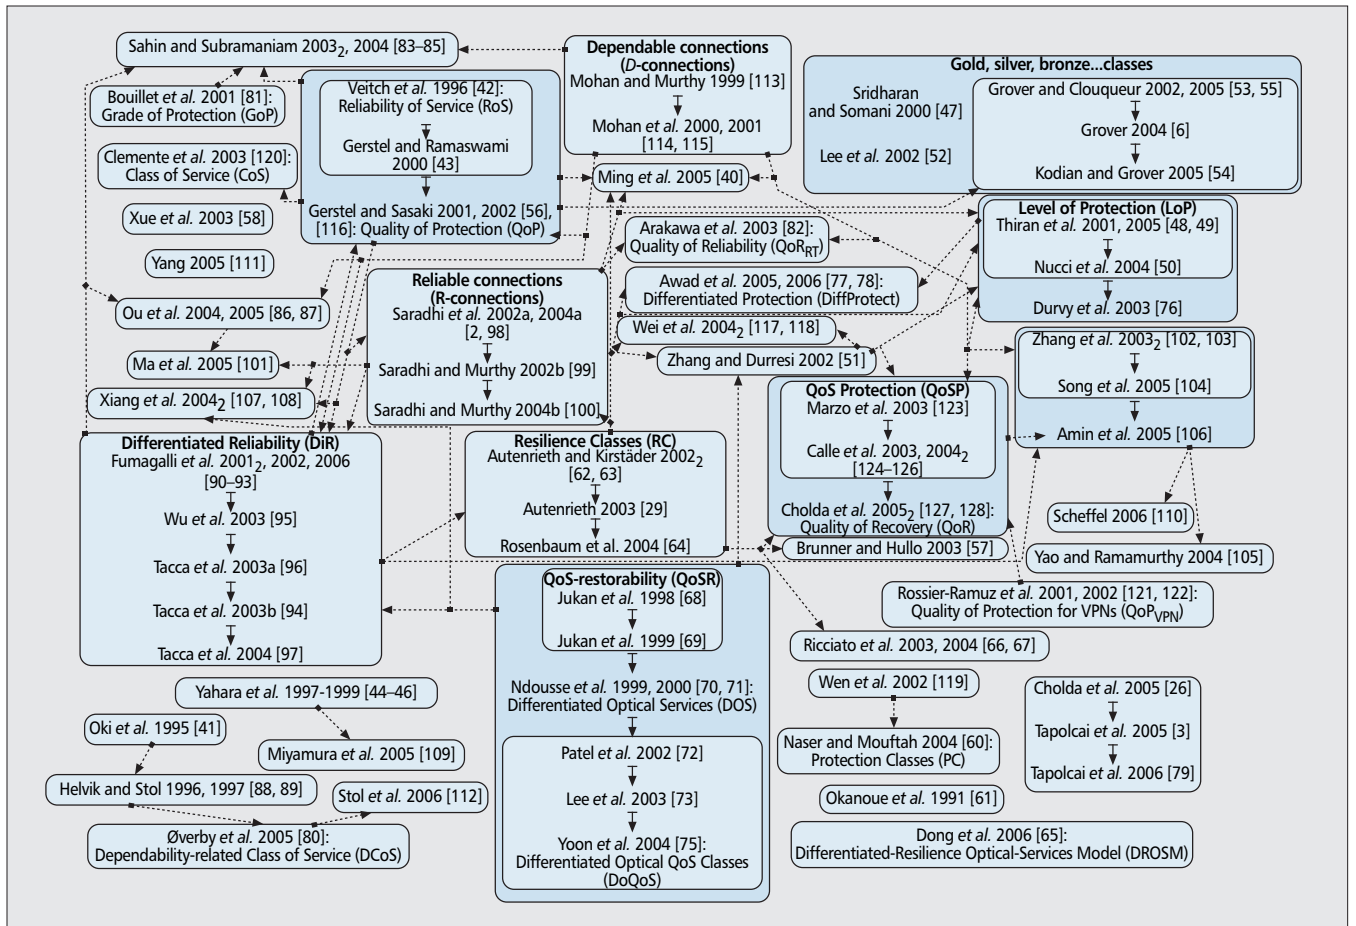 Sahin and Subramaniam 2003₂, 2004 [83–85]
Bouillet et al. 2001 [81]:
Grade of Protection (GoP)
Clemente et al. 2003 [120]:
Class of Service (CoS)
Xue et al. 2003 [58]
Yang 2005 [111]
Ou et al. 2004, 2005 [86, 87]
Ma et al. 2005 [101]
Xiang et al. 2004₂ [107, 108]
Veitch et al. 1996 [42]:
Reliability of Service (RoS)
Gerstel and Ramaswami
2000 [43]
Gerstel and Sasaki 2001, 2002 [56],
[116]: Quality of Protection (QoP)
Dependable connections
(D-connections)
Mohan and Murthy 1999 [113]
Mohan et al. 2000, 2001
[114, 115]
Ming et al. 2005 [40]
Arakawa et al. 2003 [82]:
Quality of Reliability (QoR_RT)
Awad et al. 2005, 2006 [77, 78]:
Differentiated Protection (DiffProtect)
Wei et al. 2004₂ [117, 118]
Zhang and Durresi 2002 [51]
Gold, silver, bronze...classes
Sridharan
and Somani 2000 [47]
Lee et al. 2002 [52]
Grover and Clouqueur 2002, 2005 [53, 55]
Grover 2004 [6]
Kodian and Grover 2005 [54]
Level of Protection (LoP)
Thiran et al. 2001, 2005 [48, 49]
Nucci et al. 2004 [50]
Durvy et al. 2003 [76]
Zhang et al. 2003₂ [102, 103]
Song et al. 2005 [104]
Amin et al. 2005 [106]
Scheffel 2006 [110]
Yao and Ramamurthy 2004 [105]
Reliable connections
(R-connections)
Saradhi et al. 2002a, 2004a
[2, 98]
Saradhi and Murthy 2002b [99]
Saradhi and Murthy 2004b [100]
QoS Protection (QoSP)
Marzo et al. 2003 [123]
Calle et al. 2003, 2004₂
[124–126]
Cholda et al. 2005₂ [127, 128]:
Quality of Recovery (QoR)
Brunner and Hullo 2003 [57]
Differentiated Reliability (DiR)
Fumagalli et al. 2001₂, 2002, 2006
[90–93]
Wu et al. 2003 [95]
Tacca et al. 2003a [96]
Tacca et al. 2003b [94]
Tacca et al. 2004 [97]
Resilience Classes (RC)
Autenrieth and Kirstäder 2002₂
[62, 63]
Autenrieth 2003 [29]
Rosenbaum et al. 2004 [64]
Rossier-Ramuz et al. 2001, 2002 [121, 122]:
Quality of Protection for VPNs (QoP_VPN)
Ricciato et al. 2003, 2004 [66, 67]
QoS-restorability (QoSR)
Jukan et al. 1998 [68]
Jukan et al. 1999 [69]
Ndousse et al. 1999, 2000 [70, 71]:
Differentiated Optical Services (DOS)
Patel et al. 2002 [72]
Lee et al. 2003 [73]
Yoon et al. 2004 [75]:
Differentiated Optical QoS Classes
(DoQoS)
Yahara et al. 1997-1999 [44–46]
Oki et al. 1995 [41]
Miyamura et al. 2005 [109]
Helvik and Stol 1996, 1997 [88, 89]
Stol et al. 2006 [112]
Øverby et al. 2005 [80]:
Dependability-related Class of Service (DCoS)
Wen et al. 2002 [119]
Naser and Mouftah 2004 [60]:
Protection Classes (PC)
Okanoue et al. 1991 [61]
Dong et al. 2006 [65]:
Differentiated-Resilience Optical-Services Model (DROSM)
Cholda et al. 2005 [26]
Tapolcai et al. 2005 [3]
Tapolcai et al. 2006 [79]